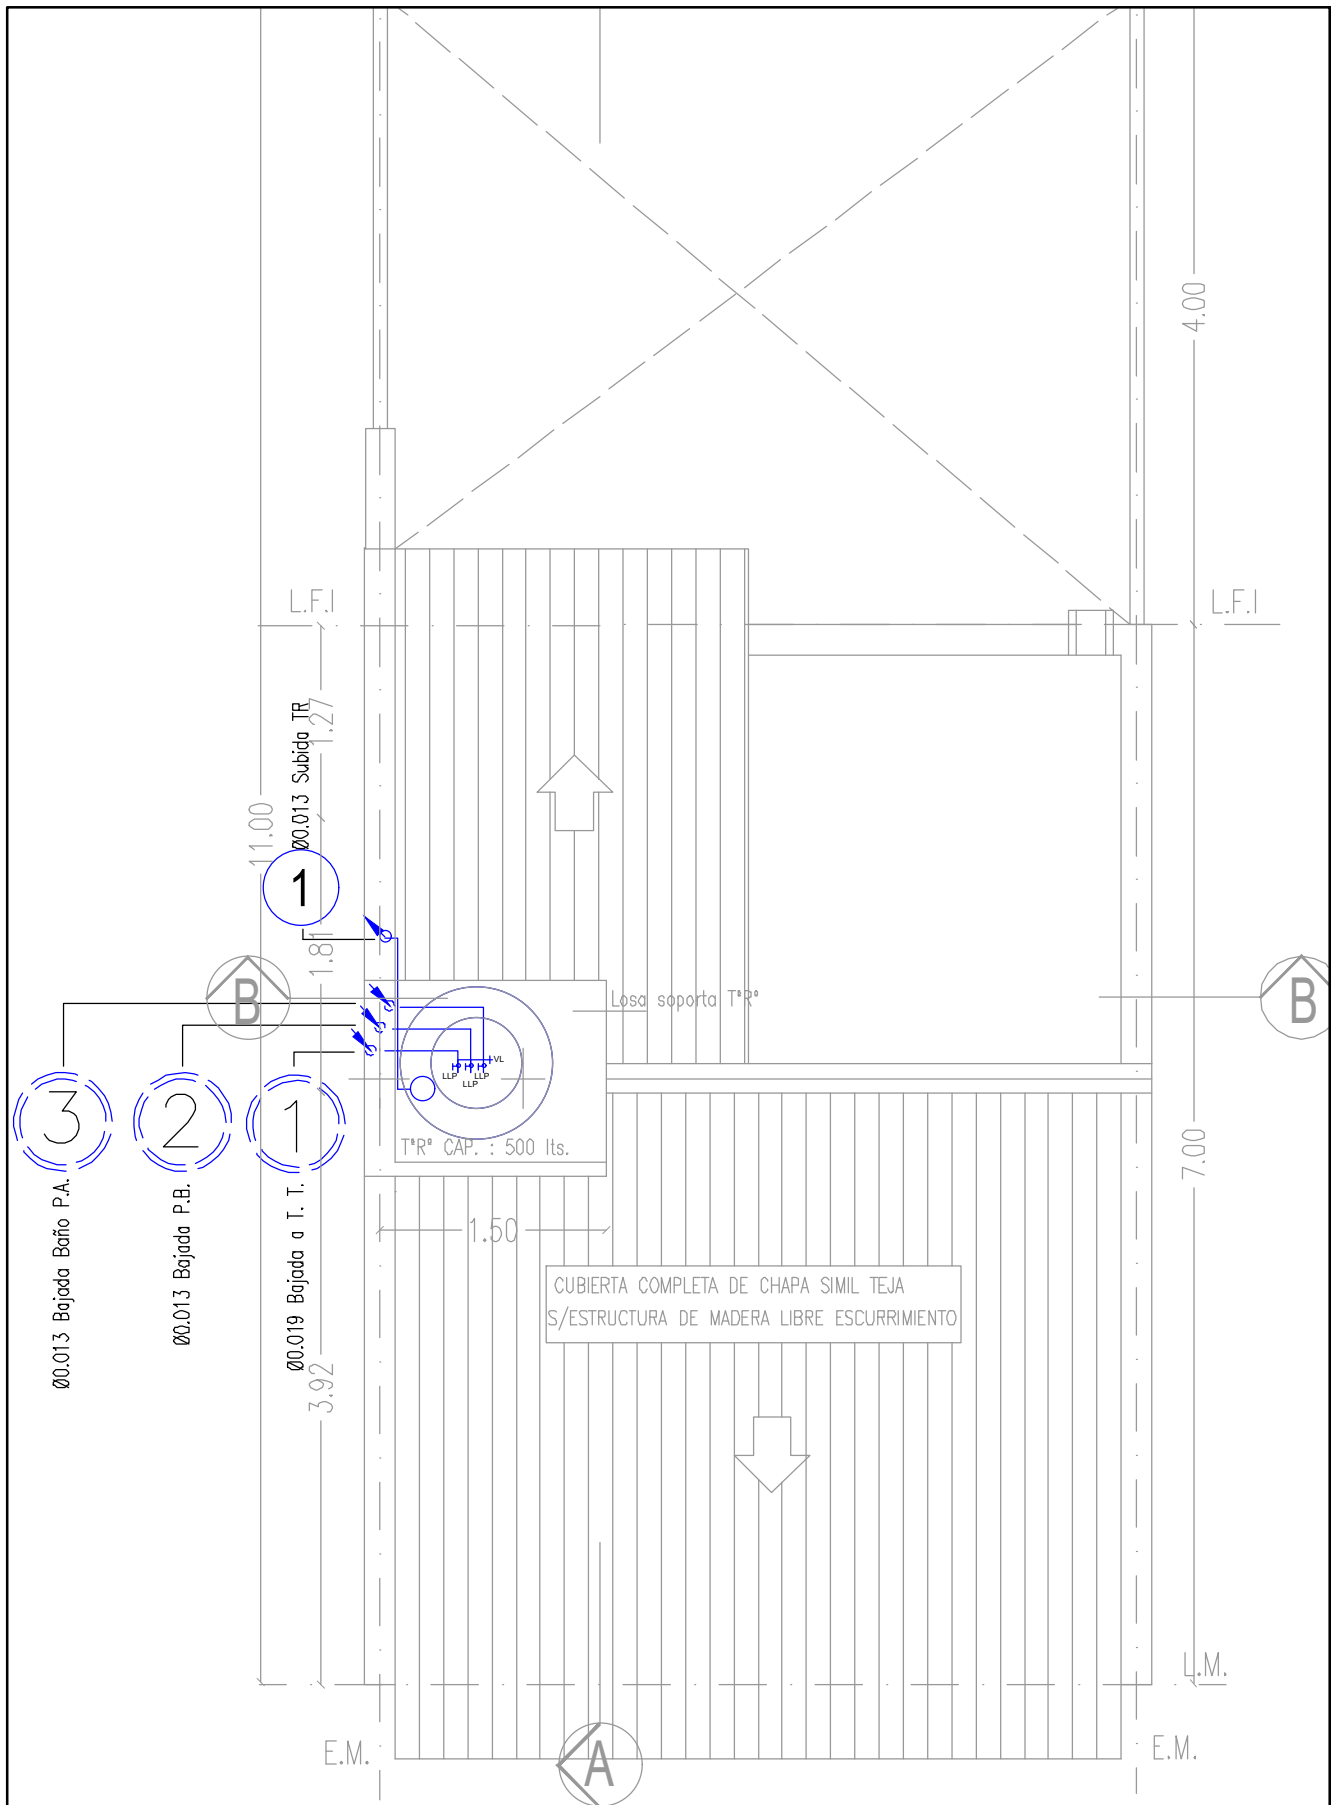 4.00
L.F.I
L.F.I
1.27
Ø0.013 Subida TR
11.00
1
1.81
B
B
Losa soporta TªRª
VL
LLP
LLP
LLP
3
2
1
TªRª CAP. : 500 lts.
7.00
Ø0.013 Bajada Baño P.A.
Ø0.013 Bajada P.B.
Ø0.019 Bajada a T. T.
1.50
CUBIERTA COMPLETA DE CHAPA SIMIL TEJA
S/ESTRUCTURA DE MADERA LIBRE ESCURRIMIENTO
3.92
L.M.
E.M.
E.M.
A